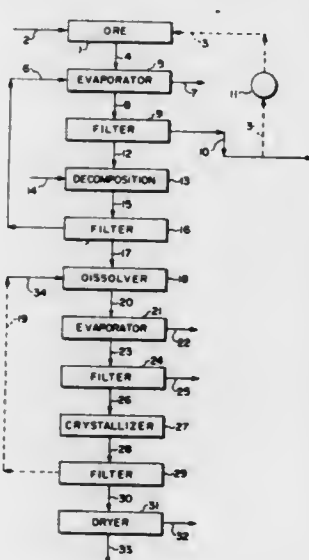 2 ORE 3
1 4
6 EVAPORATOR 5
7
8
FILTER 9
11
12 10 3
14 DECOMPOSITION 13
15
FILTER 16
17
34 DISSOLVER 18
19 20
EVAPORATOR 21
22
23
FILTER 24
25
26
CRYSTALLIZER 27
28
FILTER 29
30
DRYER 31
32
33